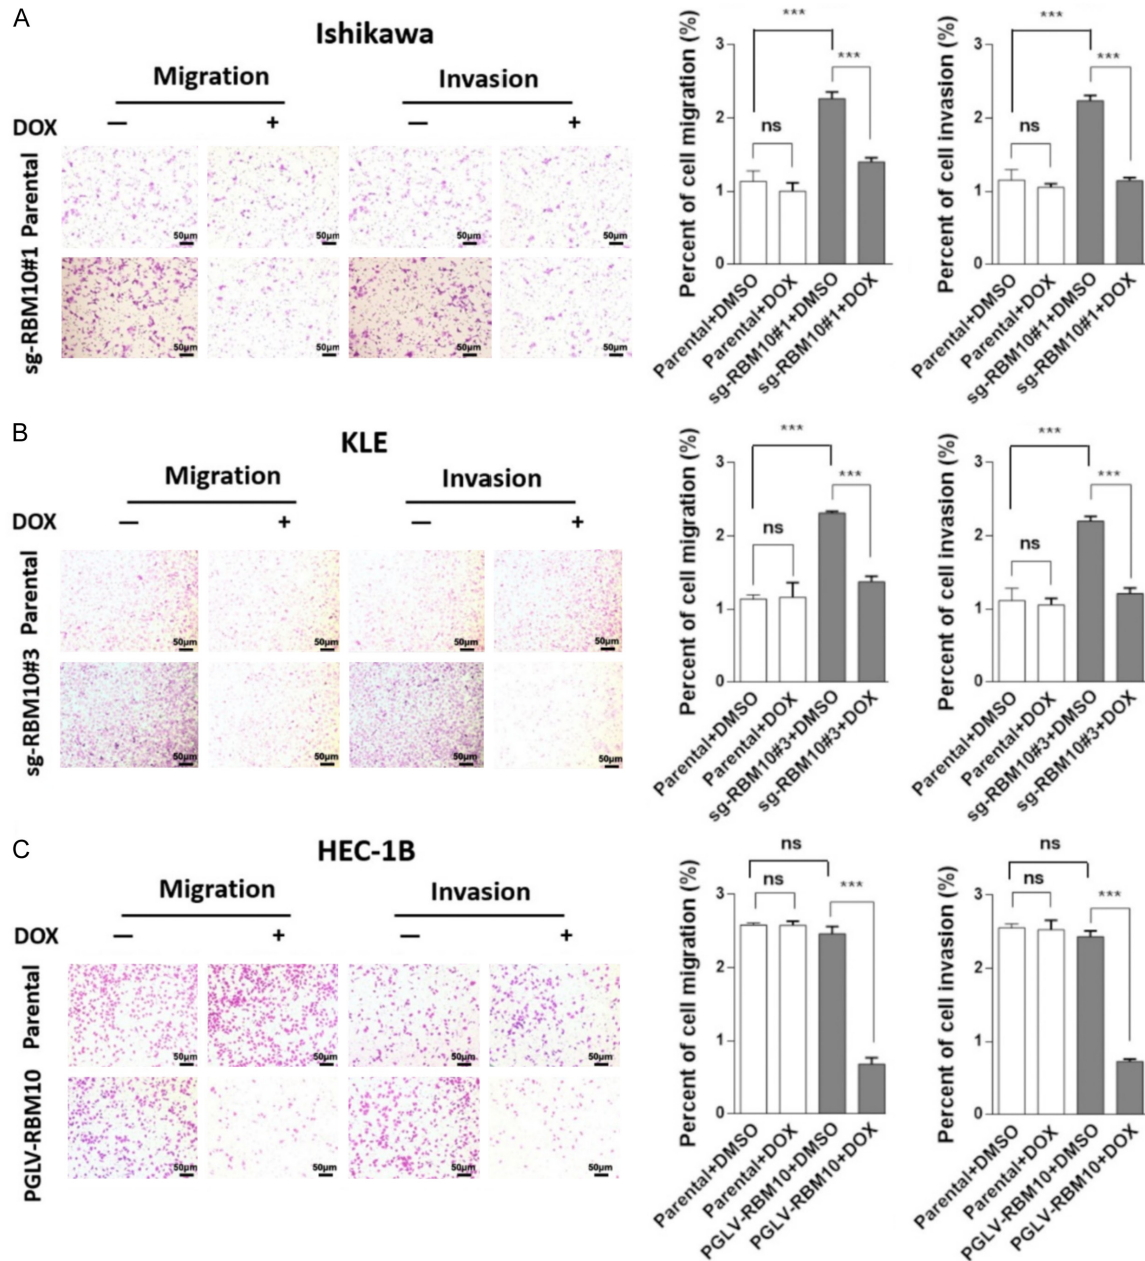 A
Ishikawa
Migration
Invasion
DOX
—
+
—
+
Parental
50µm
50µm
50µm
50µm
sg-RBM10#1
50µm
50µm
50µm
50µm
Percent of cell migration (%)
3
2
1
0
***
***
ns
Parental+DMSO
Parental+DOX
sg-RBM10#1+DMSO
sg-RBM10#1+DOX
Percent of cell invasion (%)
3
2
1
0
***
***
ns
Parental+DMSO
Parental+DOX
sg-RBM10#1+DMSO
sg-RBM10#1+DOX
B
KLE
Migration
Invasion
DOX
—
+
—
+
Parental
50µm
50µm
50µm
50µm
sg-RBM10#3
50µm
50µm
50µm
50µm
Percent of cell migration (%)
3
2
1
0
***
***
ns
Parental+DMSO
Parental+DOX
sg-RBM10#3+DMSO
sg-RBM10#3+DOX
Percent of cell invasion (%)
3
2
1
0
***
***
ns
Parental+DMSO
Parental+DOX
sg-RBM10#3+DMSO
sg-RBM10#3+DOX
C
HEC-1B
Migration
Invasion
DOX
—
+
—
+
Parental
50µm
50µm
50µm
50µm
PGLV-RBM10
50µm
50µm
50µm
50µm
Percent of cell migration (%)
3
2
1
0
ns
ns
***
Parental+DMSO
Parental+DOX
PGLV-RBM10+DMSO
PGLV-RBM10+DOX
Percent of cell invasion (%)
3
2
1
0
ns
ns
***
Parental+DMSO
Parental+DOX
PGLV-RBM10+DMSO
PGLV-RBM10+DOX